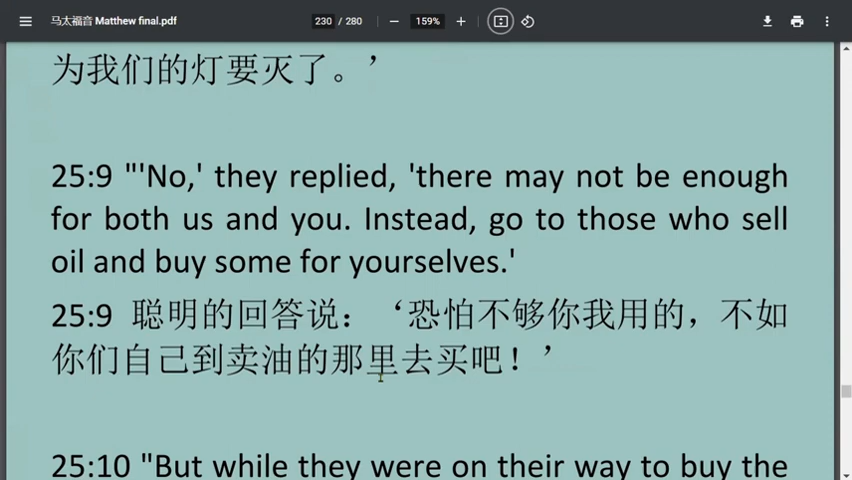 马太福音 Matthew final.pdf
230 / 280
159%
为我们的灯要灭了。’
25:9 "'No,' they replied, 'there may not be enough
for both us and you. Instead, go to those who sell
oil and buy some for yourselves.'
25:9 聪明的回答说：‘恐怕不够你我用的，不如
你们自己到卖油的那里去买吧！’
25:10 "But while they were on their way to buy the